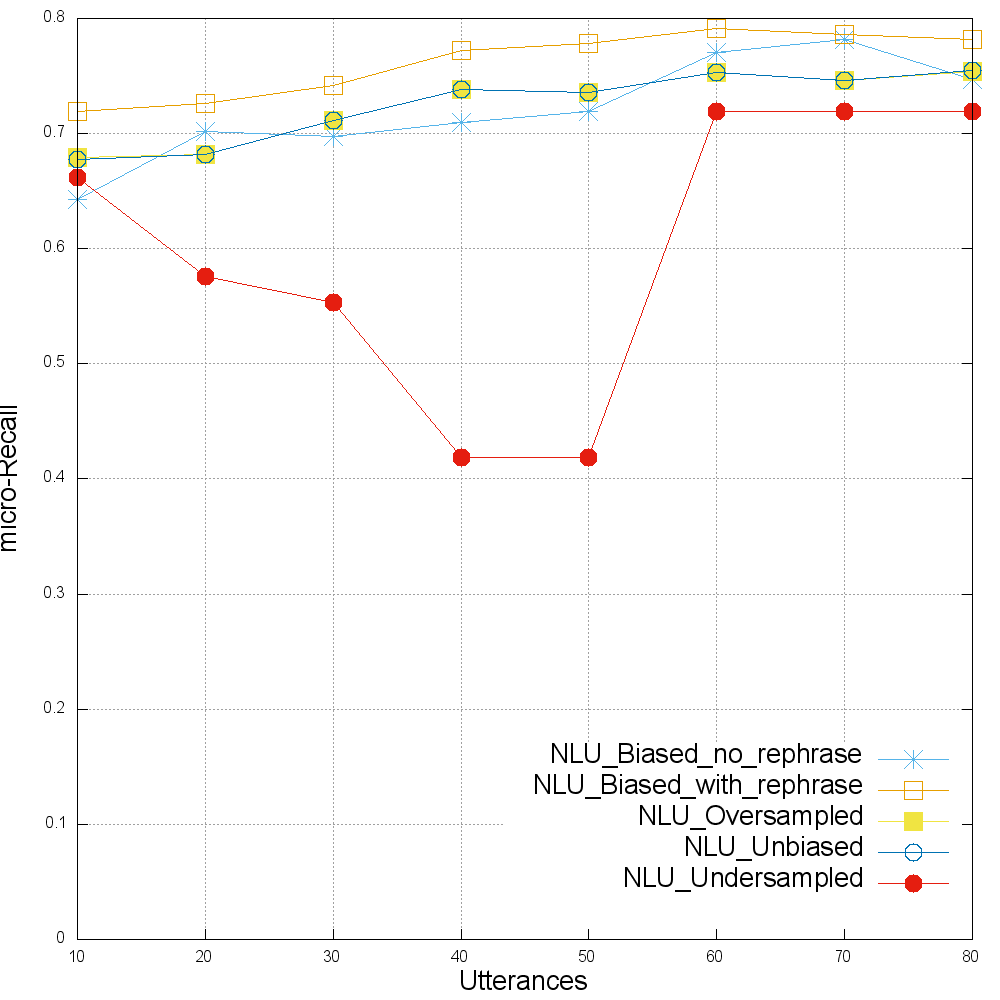 0.8
0.7
0.6
0.5
0.4
0.3
0.2
0.1
0
micro-Recall
NLU_Biased_no_rephrase
NLU_Biased_with_rephrase
NLU_Oversampled
NLU_Unbiased
NLU_Undersampled
10 20 30 40 50 60 70 80
Utterances